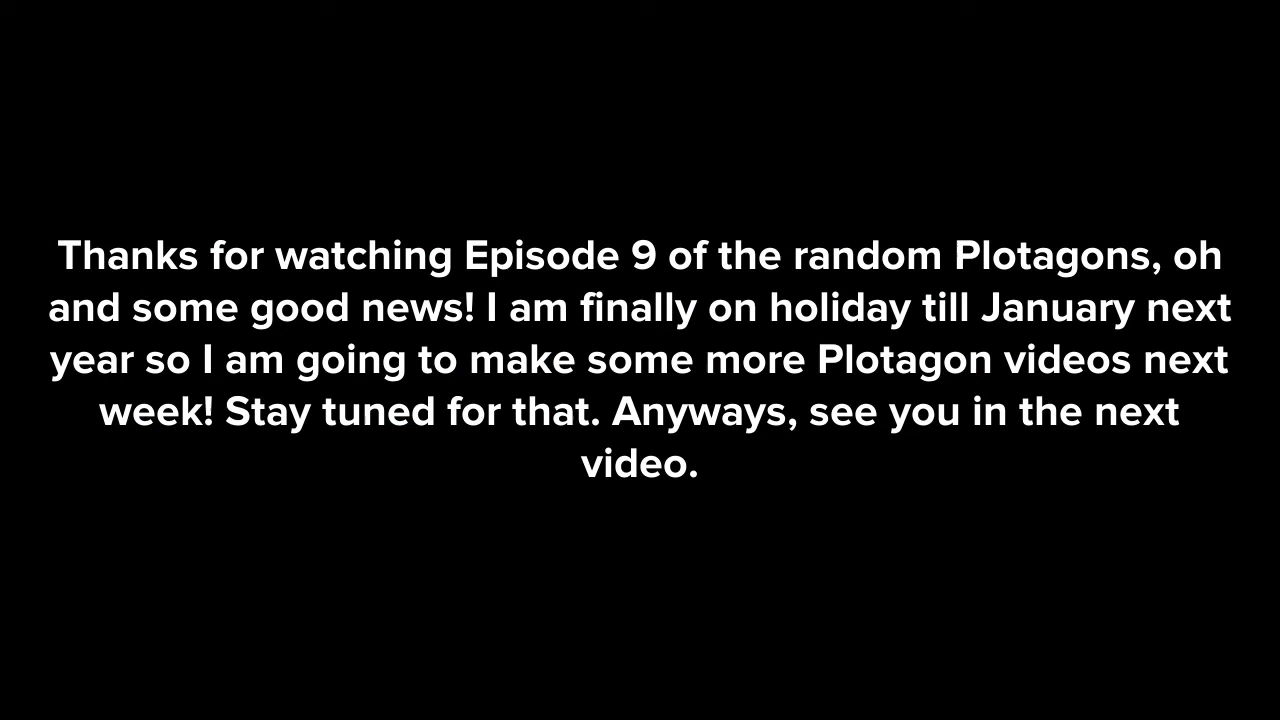 Thanks for watching Episode 9 of the random Plotagons, oh
and some good news! I am finally on holiday till January next
year so I am going to make some more Plotagon videos next
week! Stay tuned for that. Anyways, see you in the next
video.